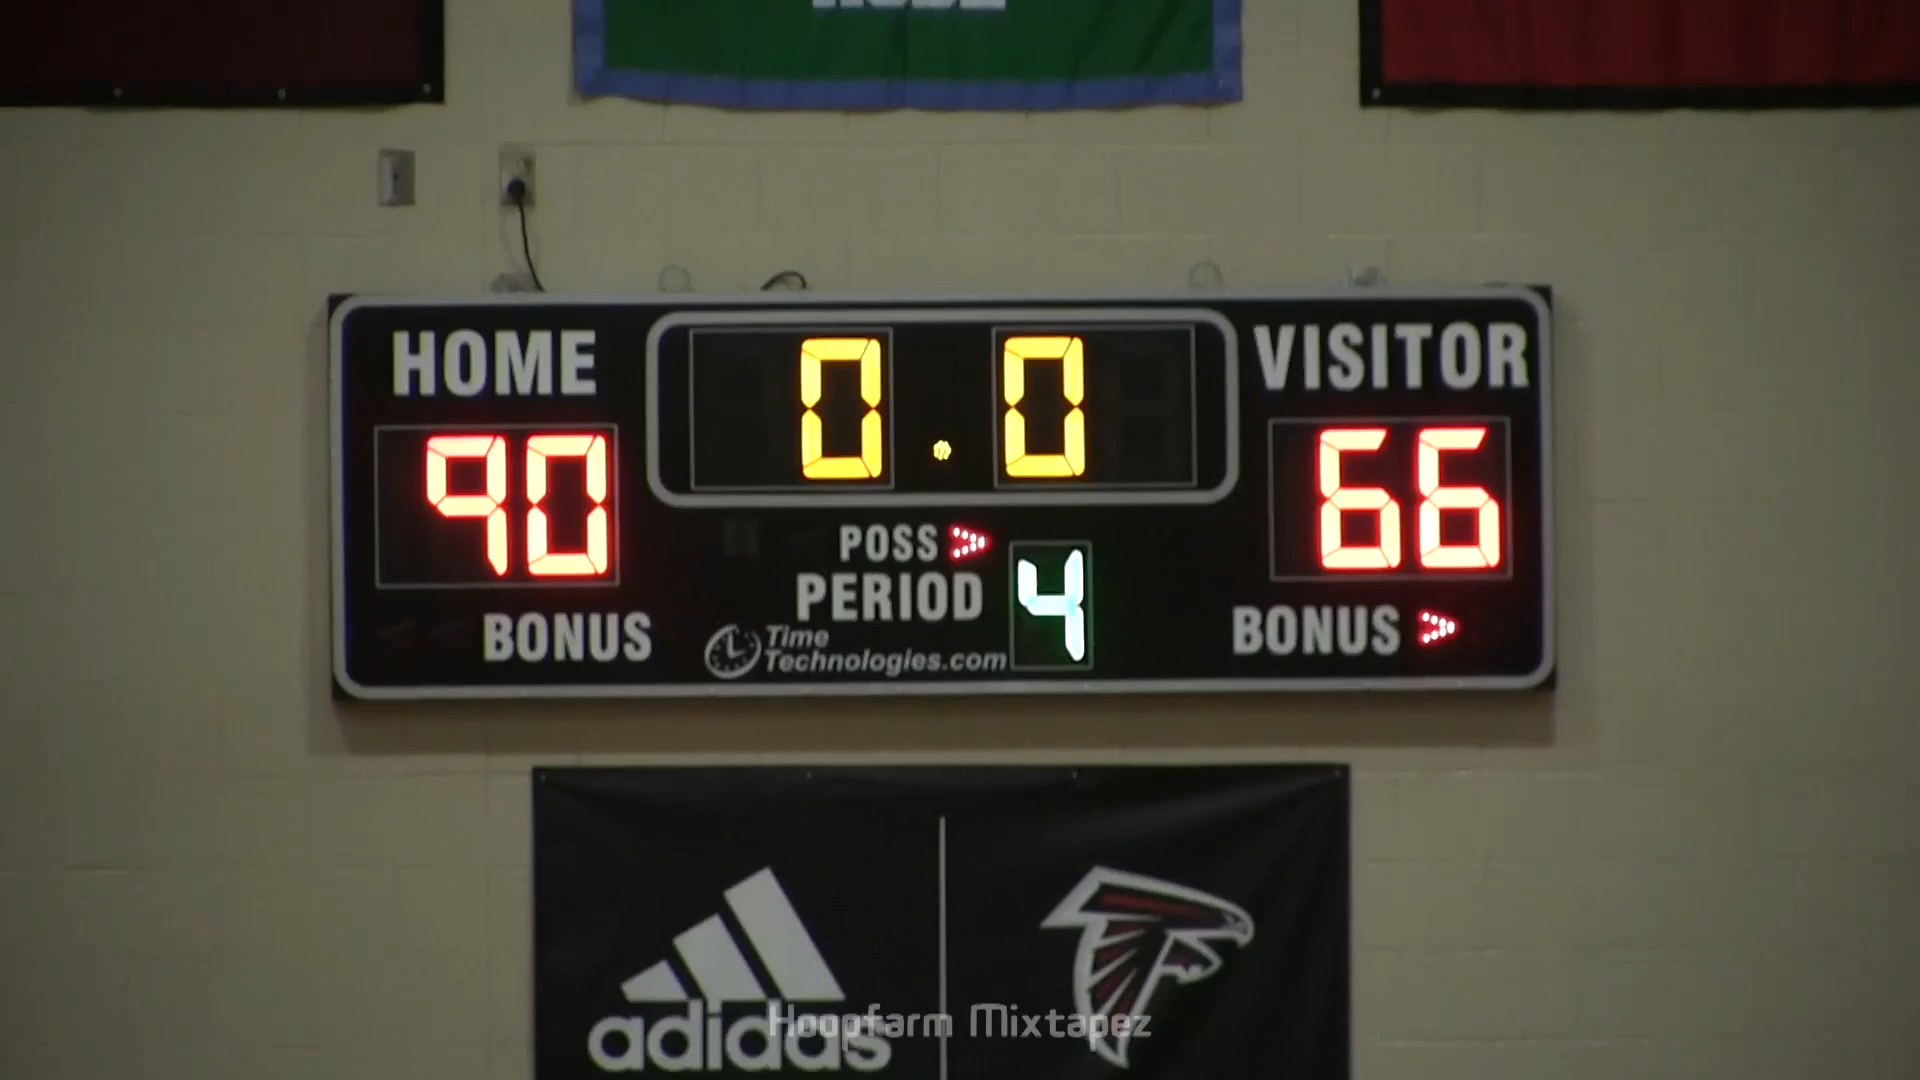 HOME
0.0
VISITOR
90
66
POSS
PERIOD 4
BONUS
BONUS
Time
Technologies.com
adidas
Hoopfarm Mixtapez